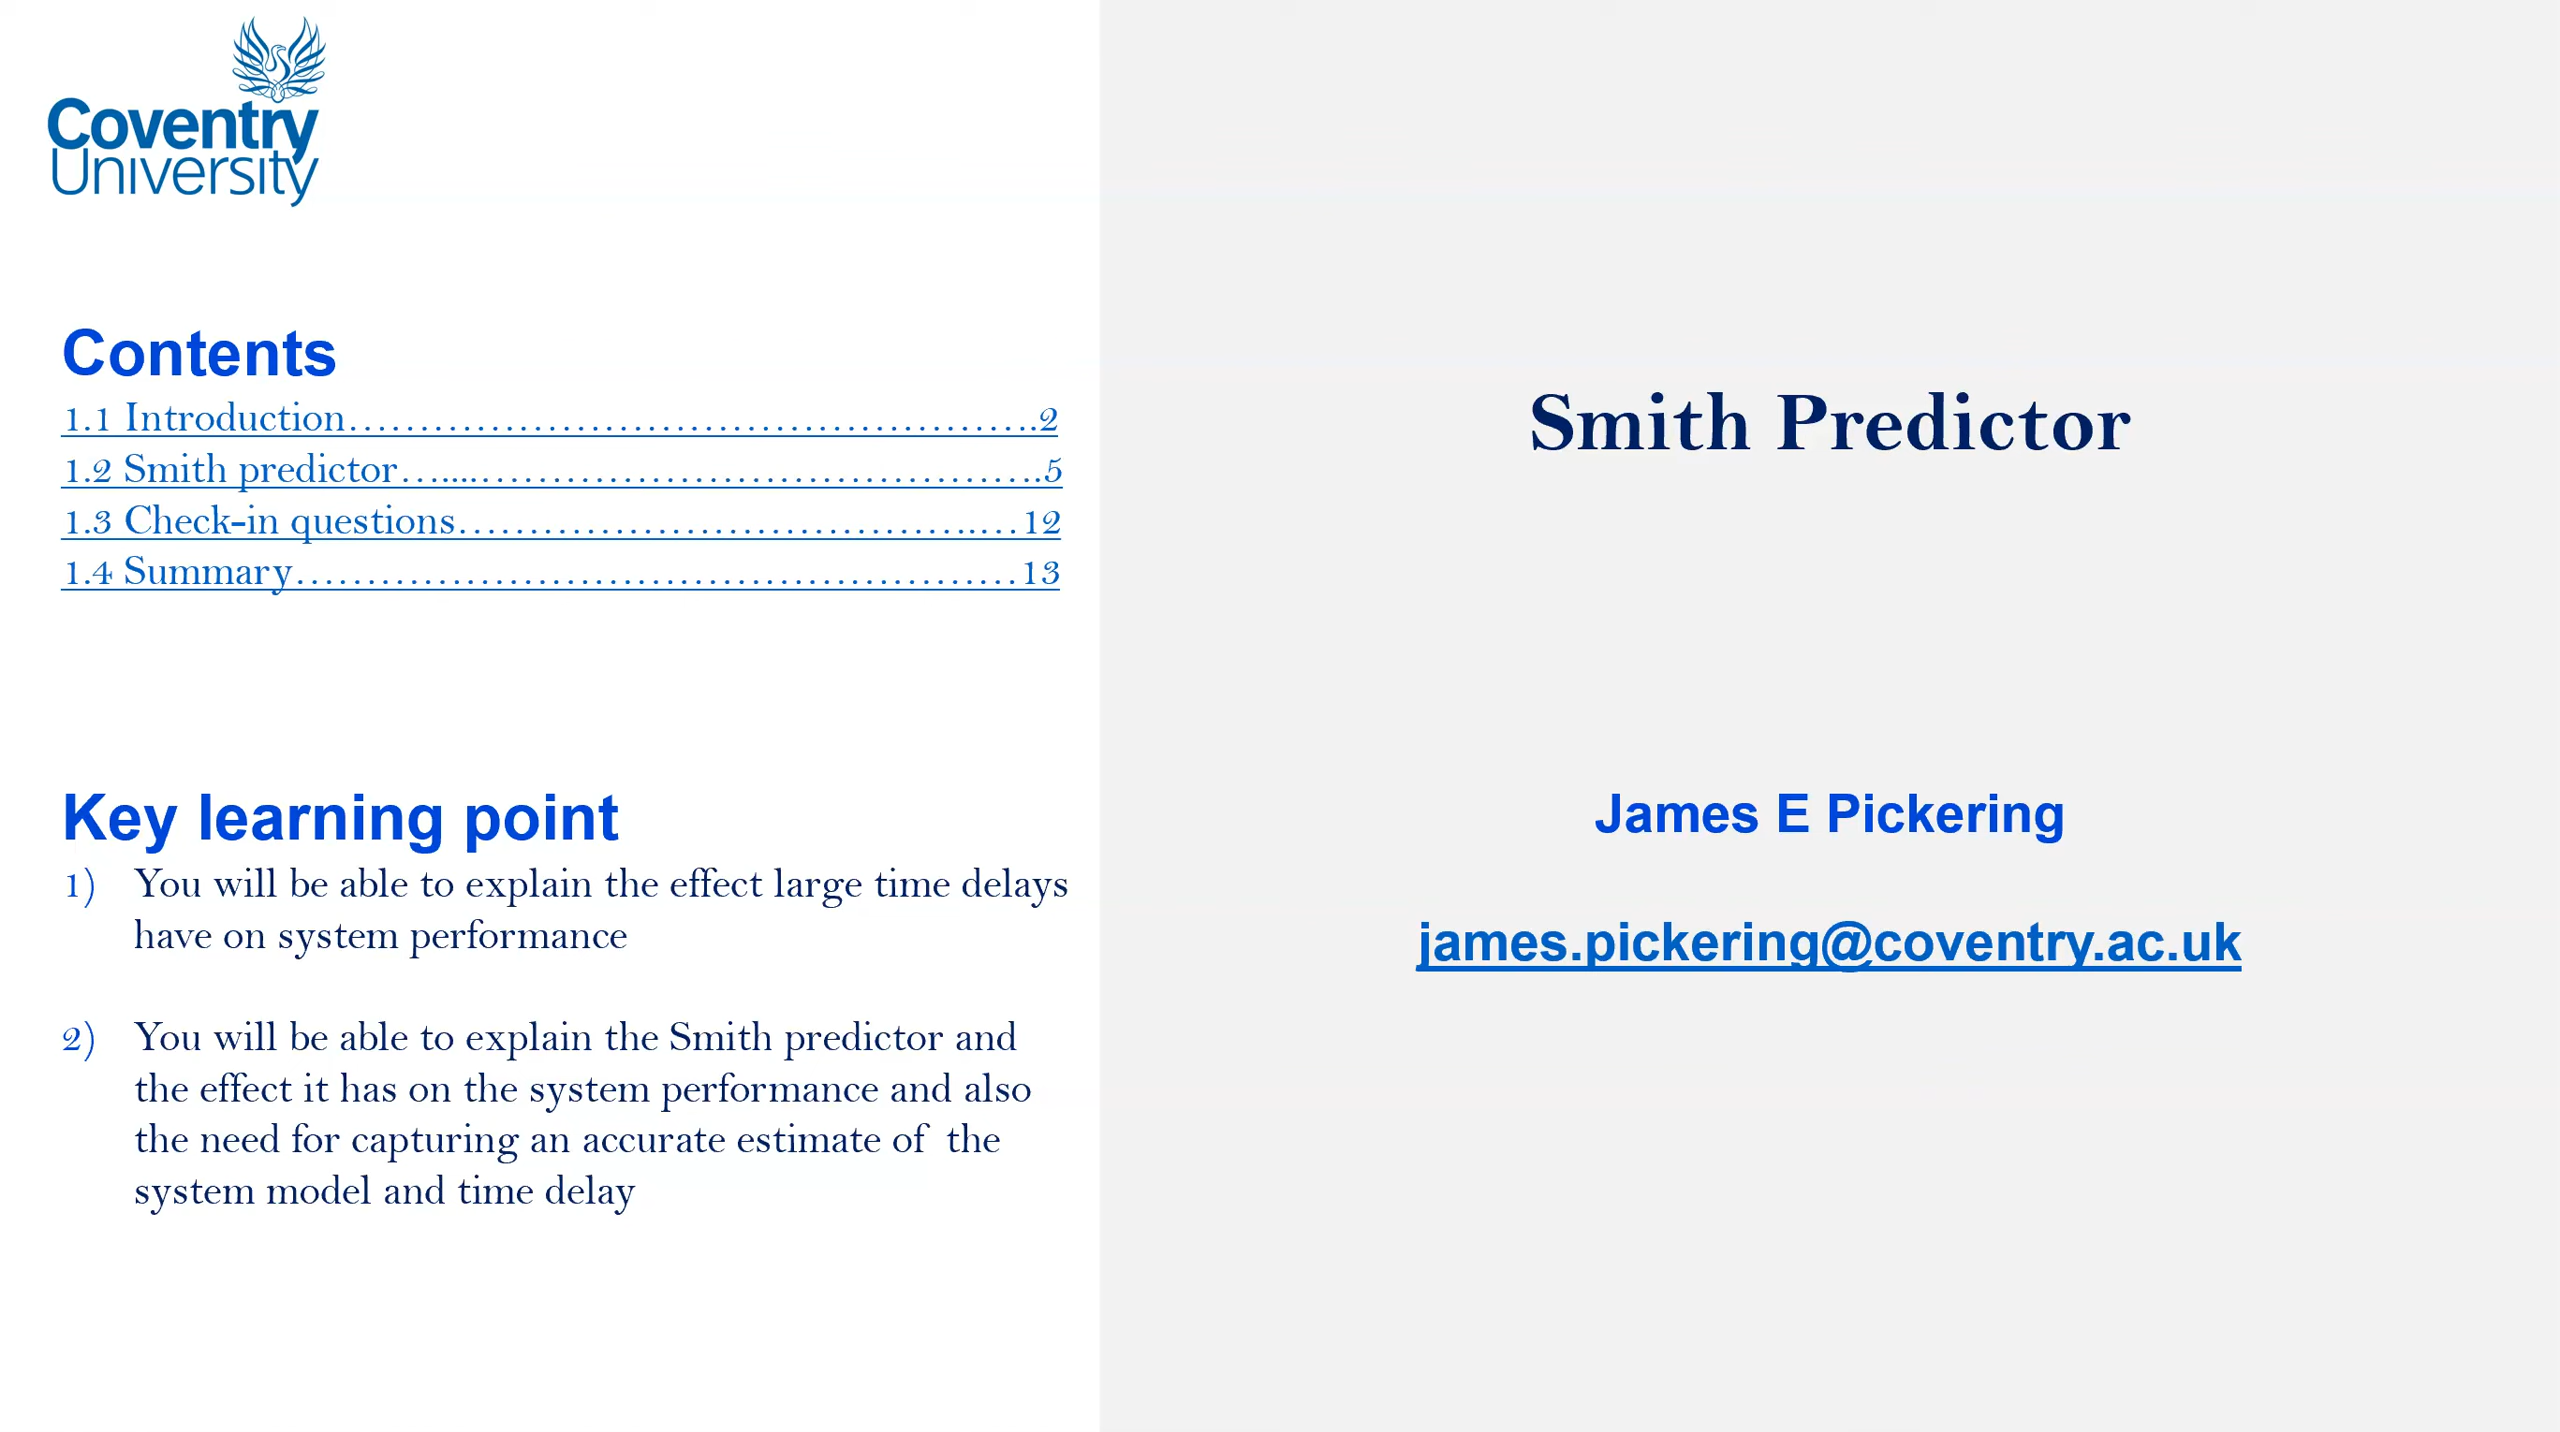 Coventry
University
Contents
1.1 Introduction……………………………………………….2
1.2 Smith predictor…....…………………………………….5
1.3 Check-in questions……………………………….…12
1.4 Summary……………………………………………13
Key learning point
1) You will be able to explain the effect large time delays
have on system performance
2) You will be able to explain the Smith predictor and
the effect it has on the system performance and also
the need for capturing an accurate estimate of  the
system model and time delay
Smith Predictor
James E Pickering
james.pickering@coventry.ac.uk